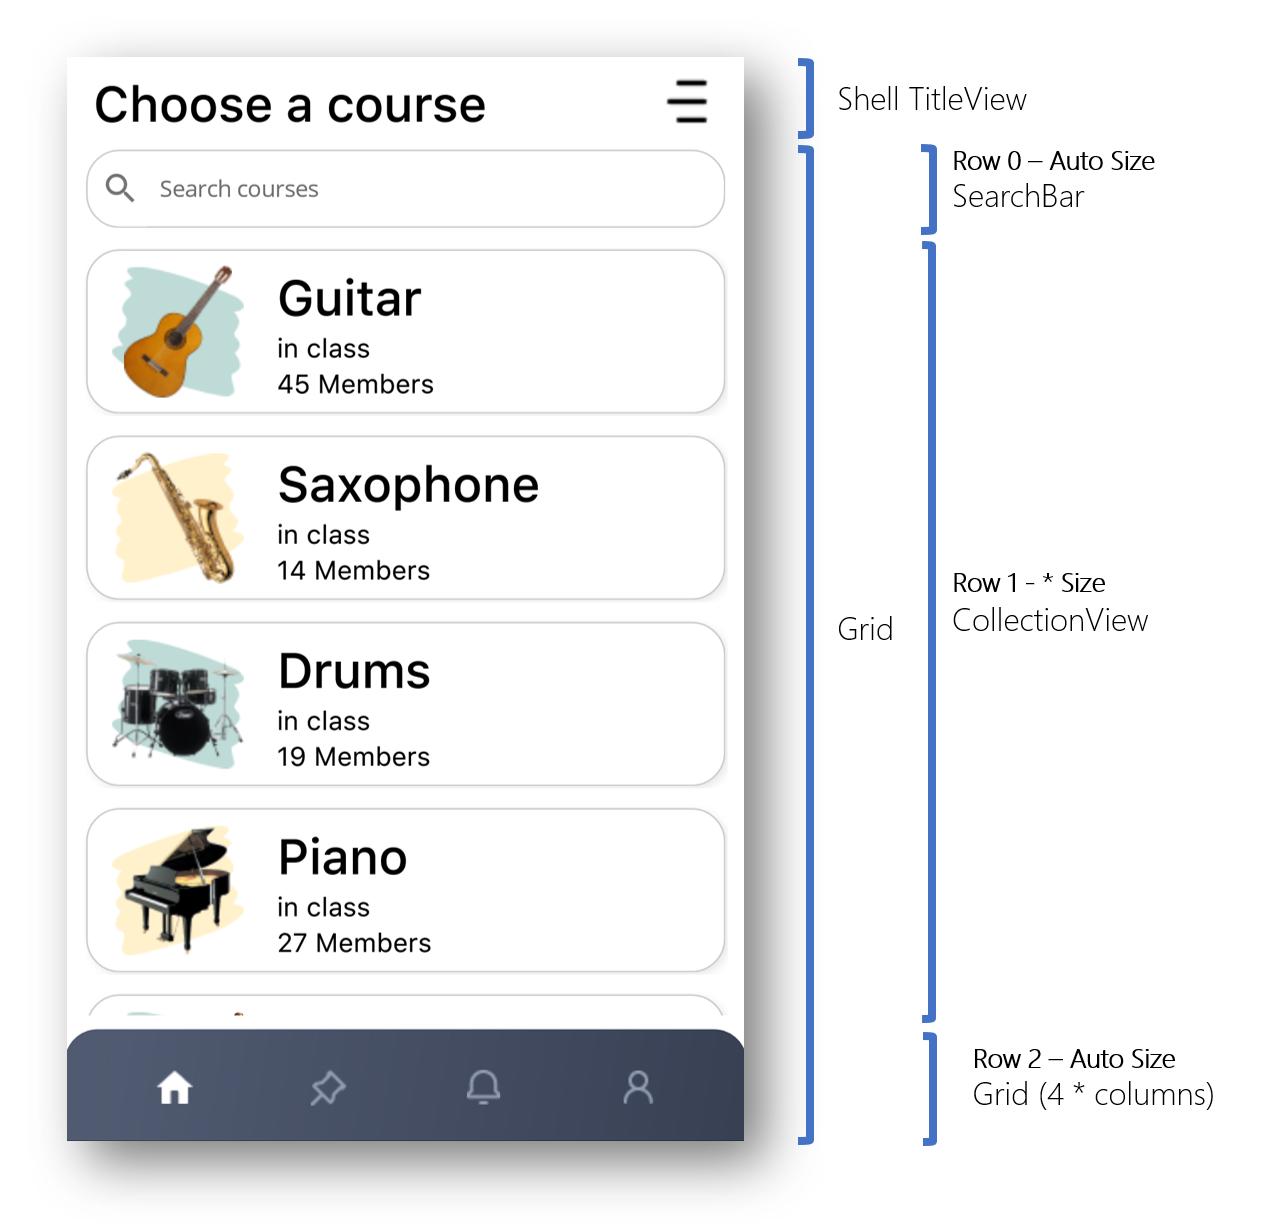 Choose a course
Search courses
Guitar
in class
45 Members
Saxophone
in class
14 Members
Drums
in class
19 Members
Piano
in class
27 Members
Shell TitleView
Grid
Row 0 – Auto Size
SearchBar
Row 1 - * Size
CollectionView
Row 2 – Auto Size
Grid (4 * columns)